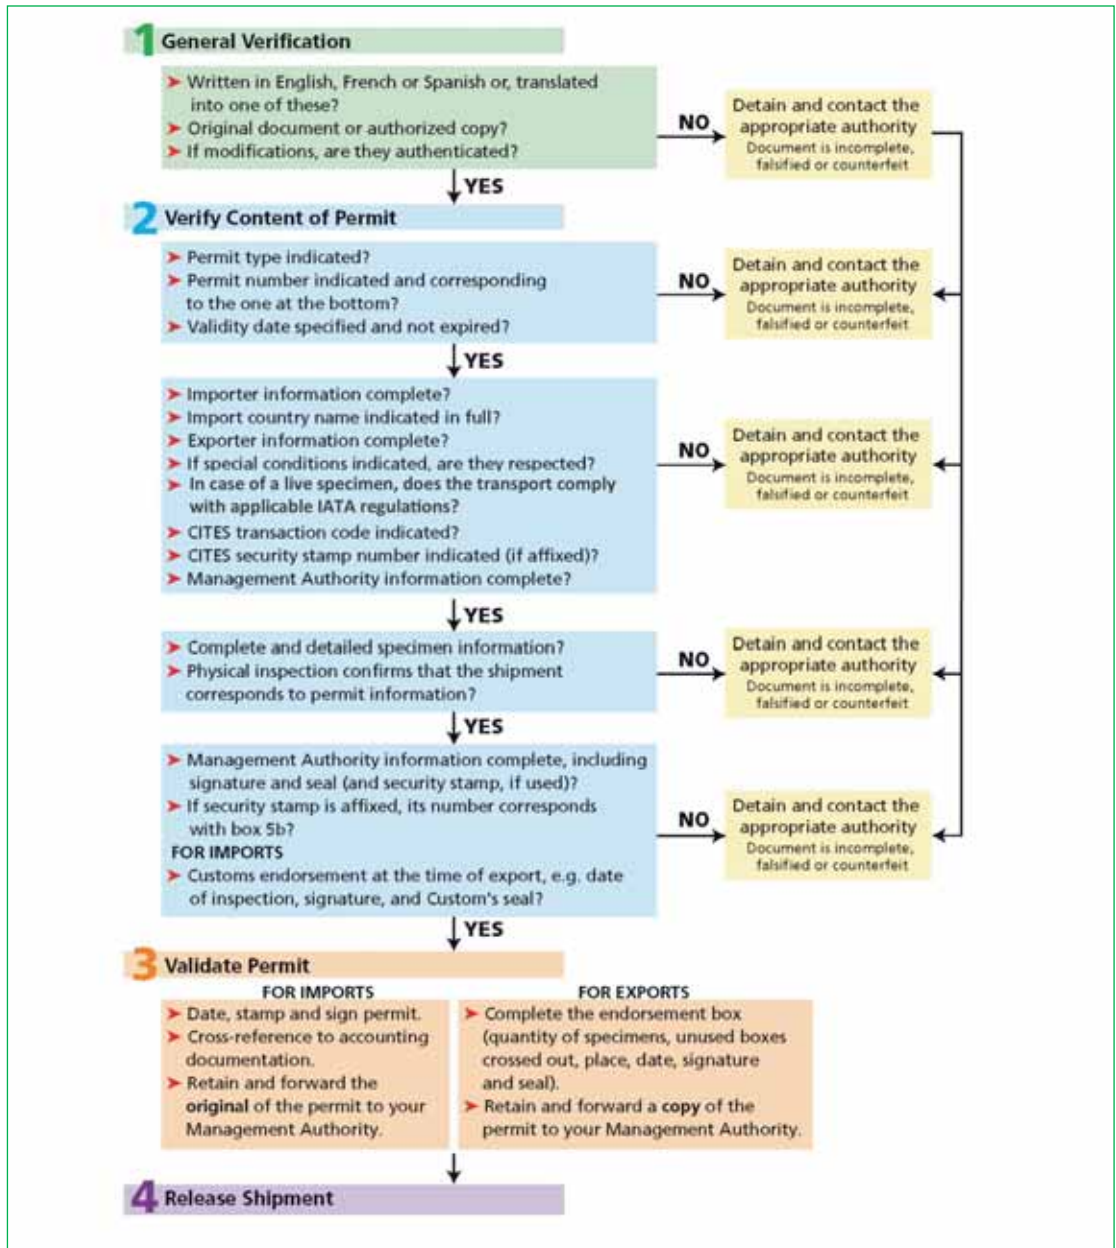 1 General Verification
➤ Written in English, French or Spanish or, translated
into one of these?
➤ Original document or authorized copy?
➤ If modifications, are they authenticated?
NO
Detain and contact the
appropriate authority
Document is incomplete,
falsified or counterfeit
YES
2 Verify Content of Permit
➤ Permit type indicated?
➤ Permit number indicated and corresponding
to the one at the bottom?
➤ Validity date specified and not expired?
NO
Detain and contact the
appropriate authority
Document is incomplete,
falsified or counterfeit
YES
➤ Importer information complete?
➤ Import country name indicated in full?
➤ Exporter information complete?
➤ If special conditions indicated, are they respected?
➤ In case of a live specimen, does the transport comply
with applicable IATA regulations?
➤ CITES transaction code indicated?
➤ CITES security stamp number indicated (if affixed)?
➤ Management Authority information complete?
NO
Detain and contact the
appropriate authority
Document is incomplete,
falsified or counterfeit
YES
➤ Complete and detailed specimen information?
➤ Physical inspection confirms that the shipment
corresponds to permit information?
NO
Detain and contact the
appropriate authority
Document is incomplete,
falsified or counterfeit
YES
➤ Management Authority information complete, including
signature and seal (and security stamp, if used)?
➤ If security stamp is affixed, its number corresponds
with box 5b?
FOR IMPORTS
➤ Customs endorsement at the time of export, e.g. date
of inspection, signature, and Custom's seal?
NO
Detain and contact the
appropriate authority
Document is incomplete,
falsified or counterfeit
YES
3 Validate Permit
FOR IMPORTS
➤ Date, stamp and sign permit.
➤ Cross-reference to accounting
documentation.
➤ Retain and forward the
original of the permit to your
Management Authority.
FOR EXPORTS
➤ Complete the endorsement box
(quantity of specimens, unused boxes
crossed out, place, date, signature
and seal).
➤ Retain and forward a copy of the
permit to your Management Authority.
4 Release Shipment